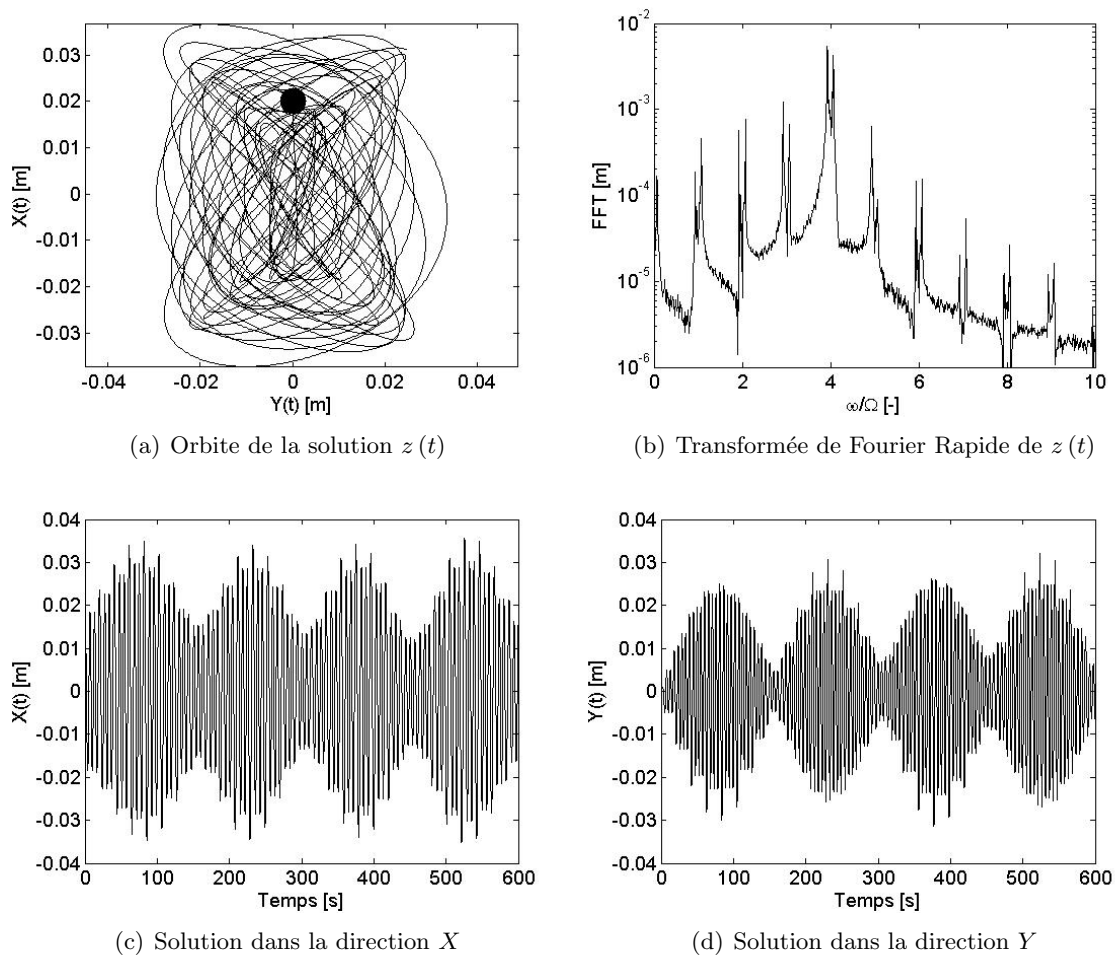 0.03
0.02
0.01
0
-0.01
-0.02
-0.03
X(t) [m]
-0.04 -0.02 0 0.02 0.04
Y(t) [m]
(a) Orbite de la solution z (t)
10^-2
10^-3
10^-4
10^-5
10^-6
FFT [m]
0 2 4 6 8 10
ω/Ω [-]
(b) Transformée de Fourier Rapide de z (t)
0.04
0.03
0.02
0.01
0
-0.01
-0.02
-0.03
-0.04
X(t) [m]
0 100 200 300 400 500 600
Temps [s]
(c) Solution dans la direction X
0.04
0.03
0.02
0.01
0
-0.01
-0.02
-0.03
-0.04
Y(t) [m]
0 100 200 300 400 500 600
Temps [s]
(d) Solution dans la direction Y